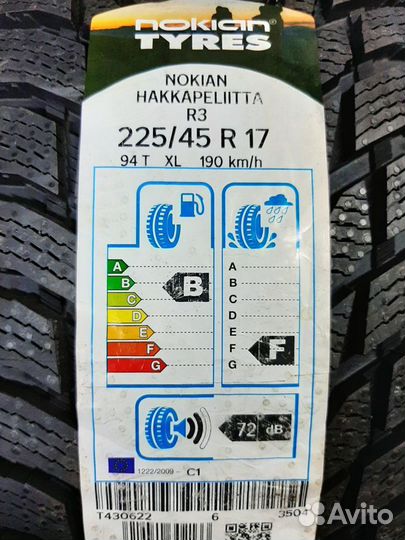 nokian
TYRES
NOKIAN
HAKKAPELIITTA
R3
225/45 R 17
94 T XL 190 km/h
A
B
C
D
E
F
G
B
A
B
C
D
E
F
G
F
72 dB
1222/2009 - C1
T430622 6 3504
Avito